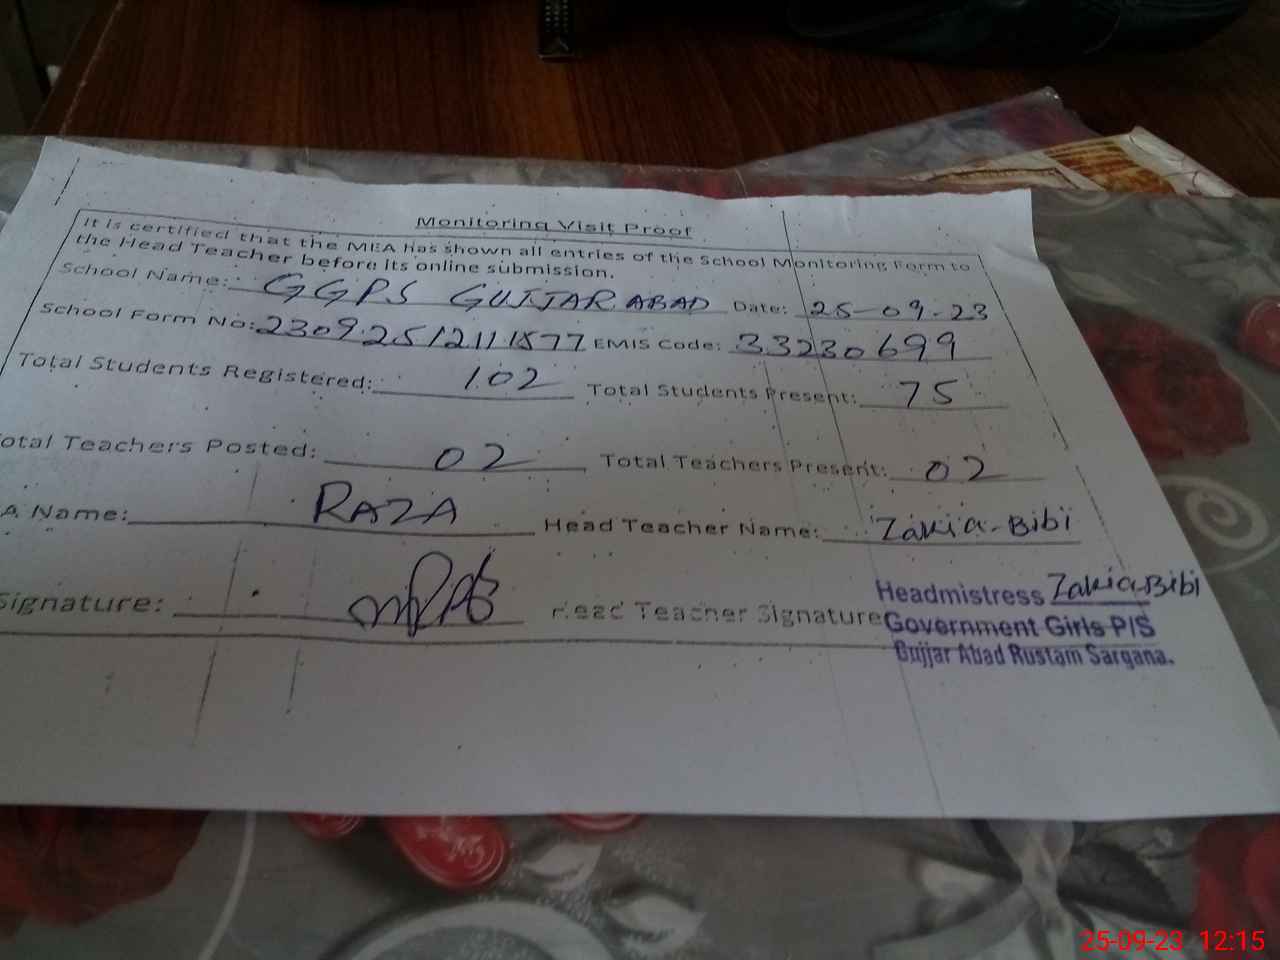 Monitoring Visit Proof
It is certified that the MEA has shown all entries of the School Monitoring Form to
the Head Teacher before its online submission.
School Name: GGPS GUJJAR ABAD Date: 25-09-23
School Form No: 23092512111577 EMIS Code: 33230699
Total Students Registered: 102 Total Students Present: 75
otal Teachers Posted: 02 Total Teachers Present: 02
A Name: RAZA Head Teacher Name: Zakia-Bibi
Signature: Head Teacher Signature
Headmistress Zakia Bibi
Government Girls P/S
Gujjar Abad Rustam Sargana.
25-09-23 12:15